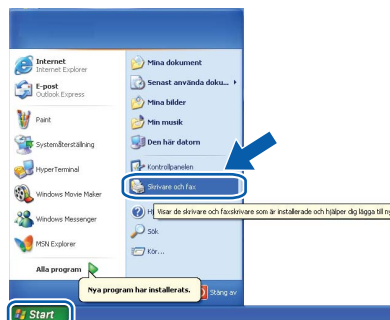 Internet
Internet Explorer
E-post
Outlook Express
Paint
Systemåterställning
HyperTerminal
Windows Movie Maker
Windows Messenger
MSN Explorer
Alla program
Mina dokument
Senast använda doku...
Mina bilder
Min musik
Den här datorn
Kontrollpanelen
Skrivare och fax
H
Visar de skrivare och faxskrivare som är installerade och hjälper dig lägga till ny
Sök
Kör...
Nya program har installerats.
Stäng av
Start